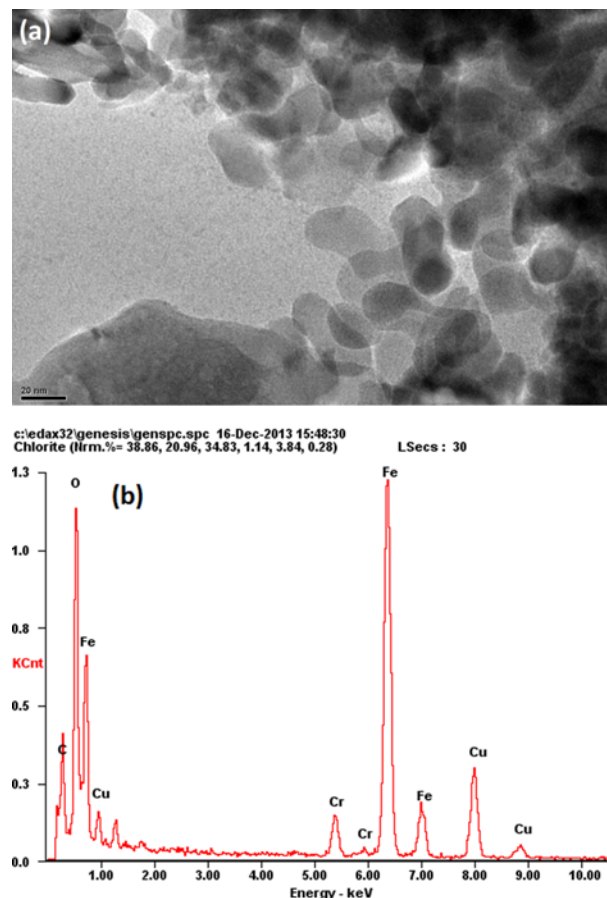 (a)
20 nm
c:\edax32\genesis\genspc.spc 16-Dec-2013 15:48:30
Chlorite (Nrm.%= 38.86, 20.96, 34.83, 1.14, 3.84, 0.28) LSecs : 30
1.3
O
(b)
Fe
1.0
0.8
Fe
KCnt
0.5
C
Cu
0.3
Cr
Cr
Fe
Cu
Cu
0.0
1.00 2.00 3.00 4.00 5.00 6.00 7.00 8.00 9.00 10.00
Energy - keV